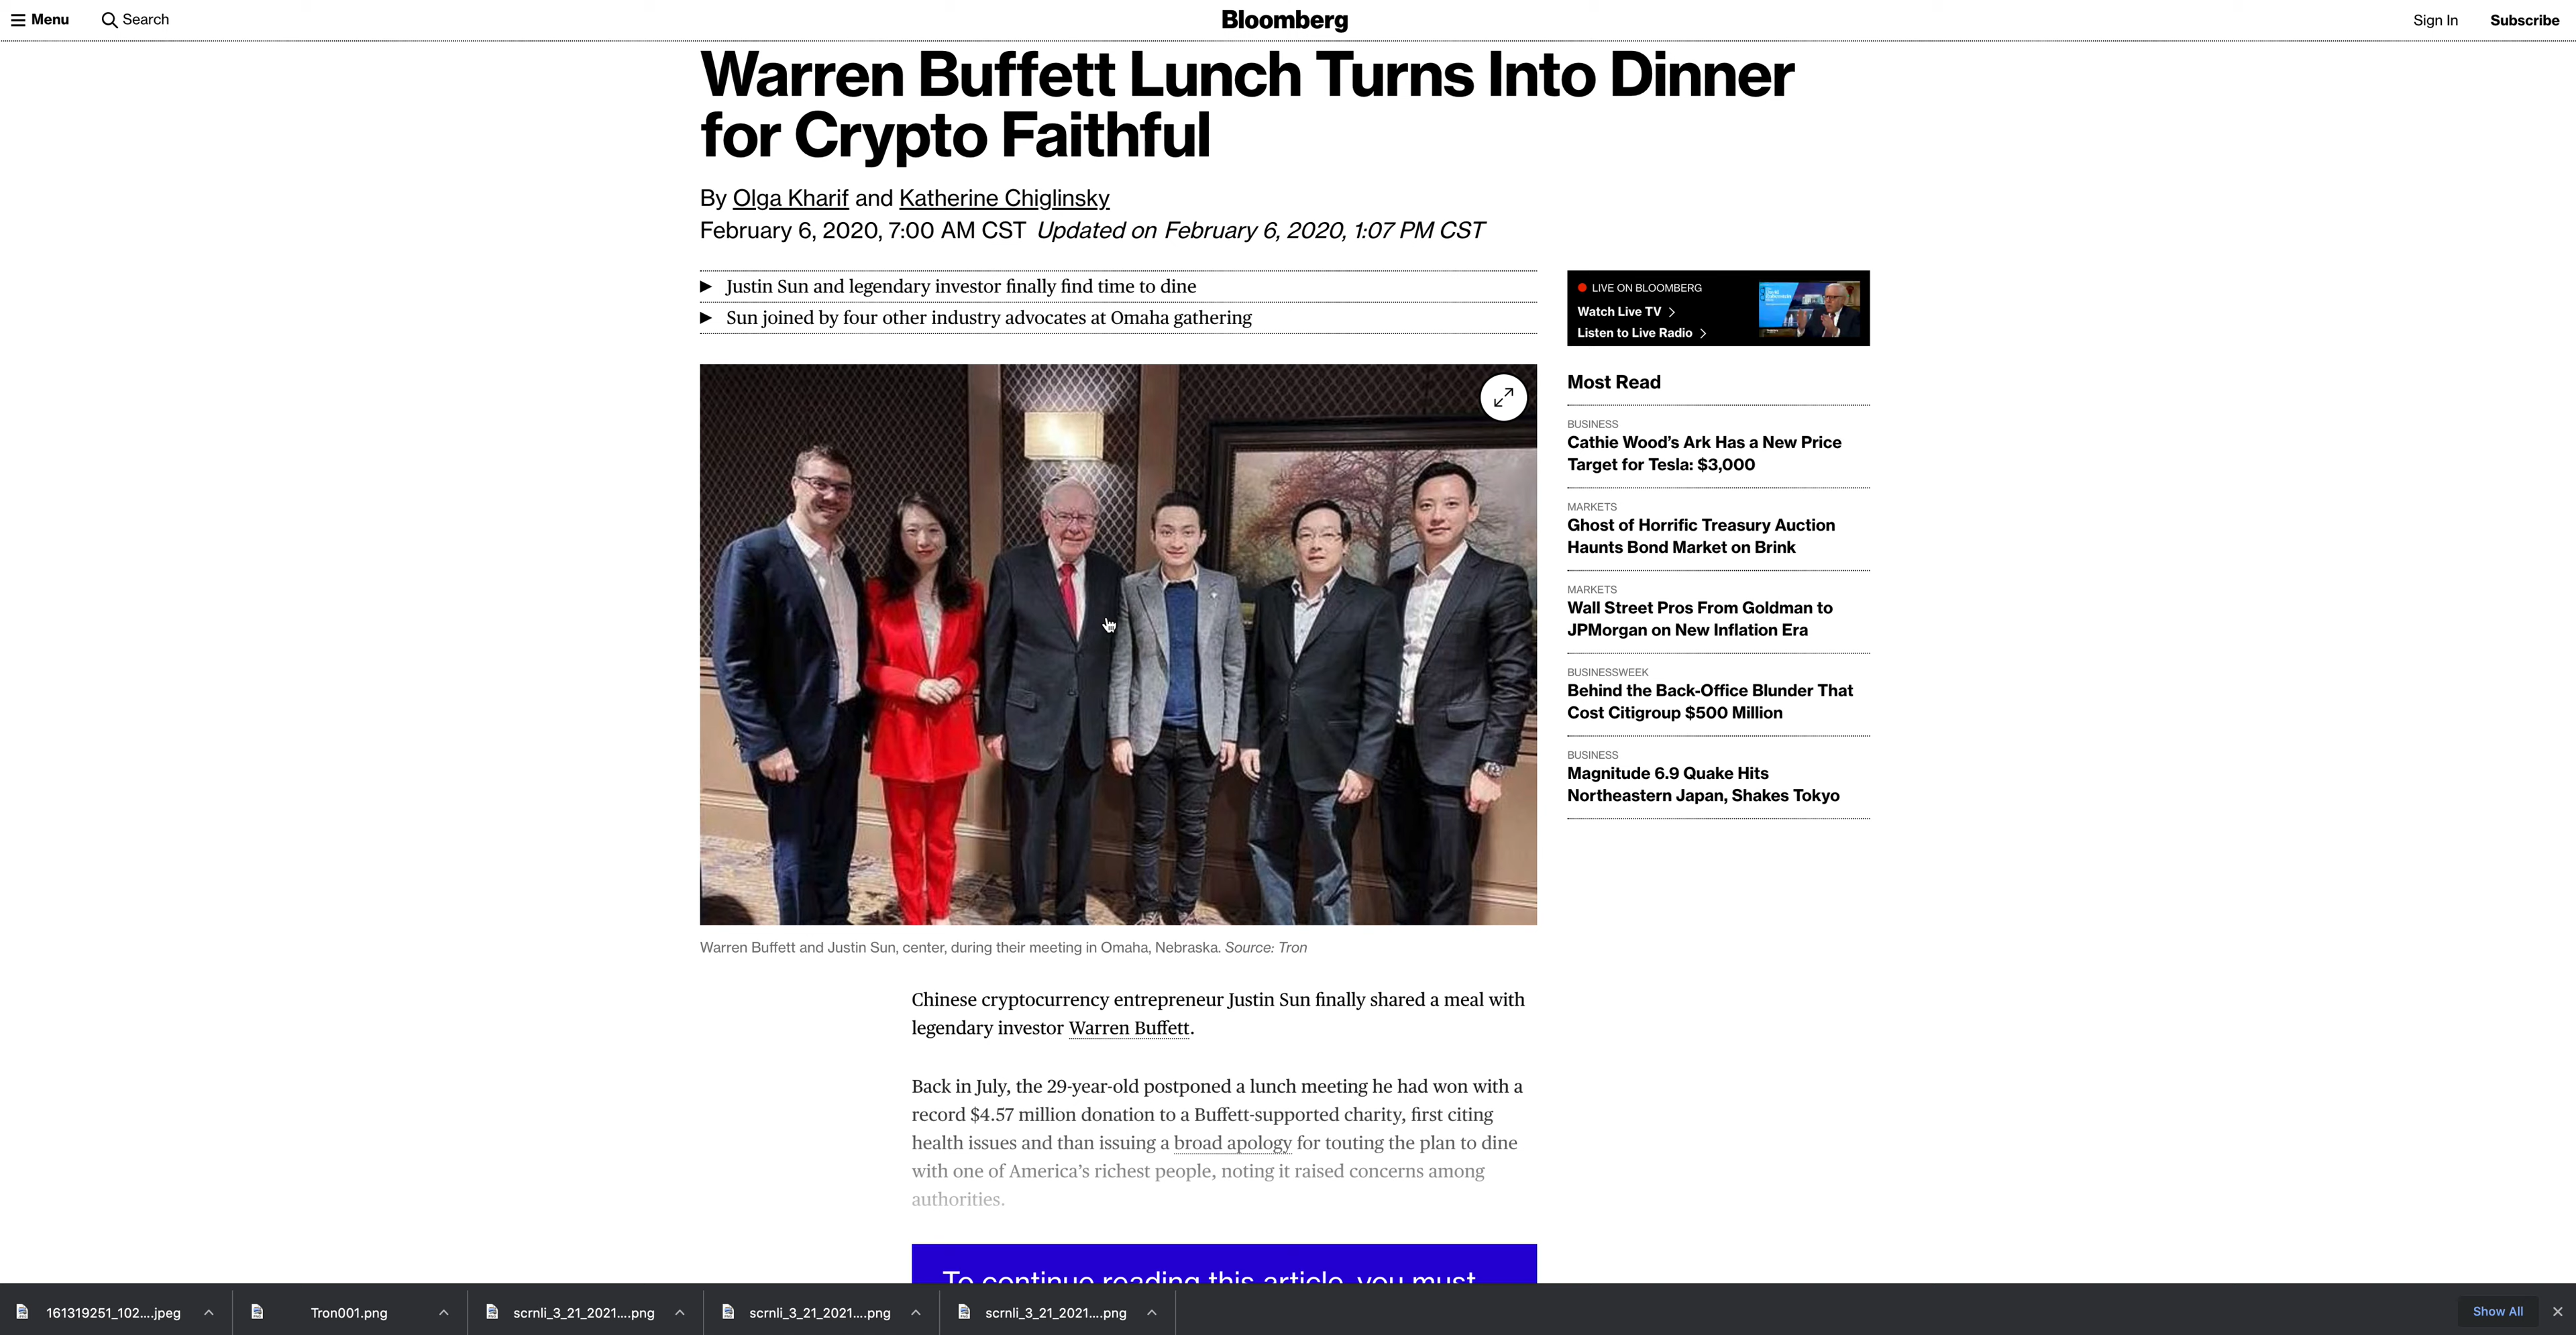 Menu
Search
Bloomberg
Sign In
Subscribe
Warren Buffett Lunch Turns Into Dinner
for Crypto Faithful
By Olga Kharif and Katherine Chiglinsky
February 6, 2020, 7:00 AM CST Updated on February 6, 2020, 1:07 PM CST
Justin Sun and legendary investor finally find time to dine
Sun joined by four other industry advocates at Omaha gathering
LIVE ON BLOOMBERG
Watch Live TV
Listen to Live Radio
Most Read
BUSINESS
Cathie Wood’s Ark Has a New Price
Target for Tesla: $3,000
MARKETS
Ghost of Horrific Treasury Auction
Haunts Bond Market on Brink
MARKETS
Wall Street Pros From Goldman to
JPMorgan on New Inflation Era
BUSINESSWEEK
Behind the Back-Office Blunder That
Cost Citigroup $500 Million
BUSINESS
Magnitude 6.9 Quake Hits
Northeastern Japan, Shakes Tokyo
Warren Buffett and Justin Sun, center, during their meeting in Omaha, Nebraska. Source: Tron
Chinese cryptocurrency entrepreneur Justin Sun finally shared a meal with
legendary investor Warren Buffett.
Back in July, the 29-year-old postponed a lunch meeting he had won with a
record $4.57 million donation to a Buffett-supported charity, first citing
health issues and than issuing a broad apology for touting the plan to dine
with one of America’s richest people, noting it raised concerns among
authorities.
To continue reading this article, you must
161319251_102....jpeg
Tron001.png
scrnli_3_21_2021....png
scrnli_3_21_2021....png
scrnli_3_21_2021....png
Show All